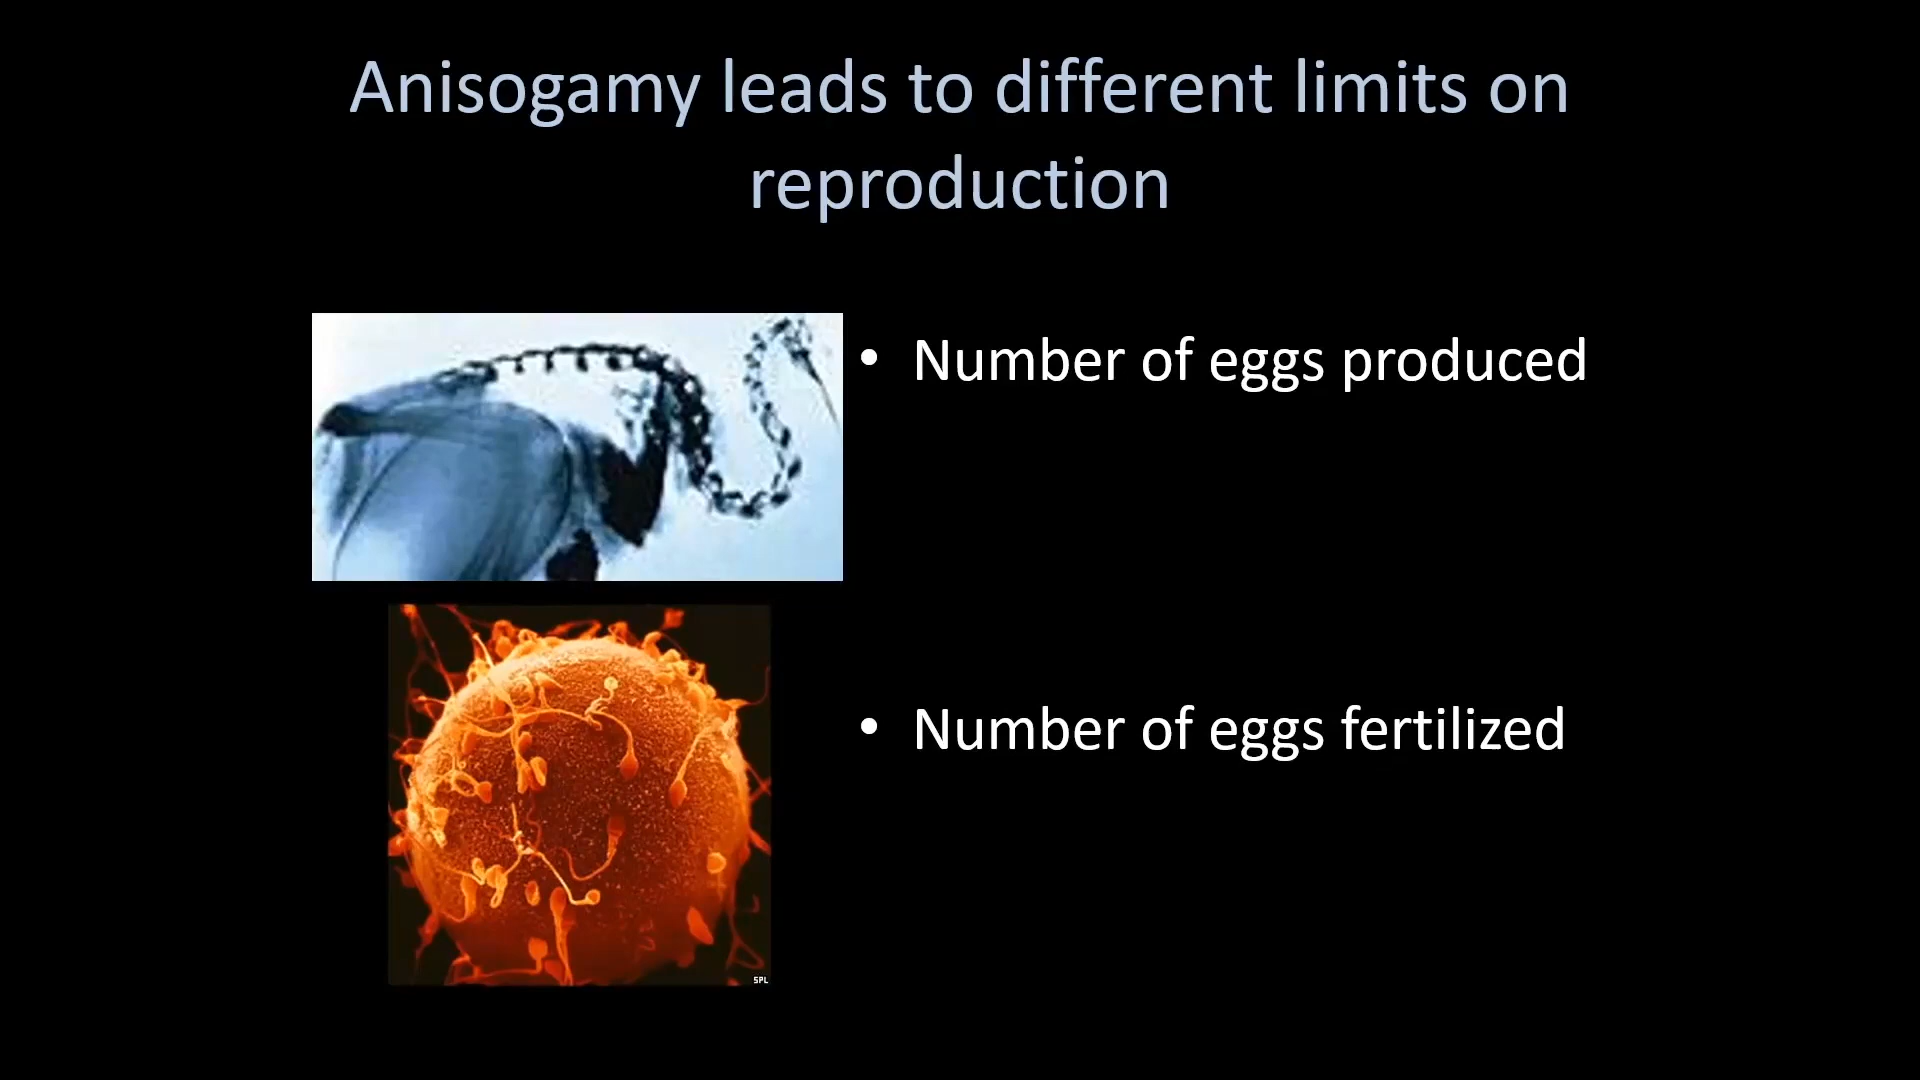 Anisogamy leads to different limits on
reproduction
• Number of eggs produced
• Number of eggs fertilized
SPL